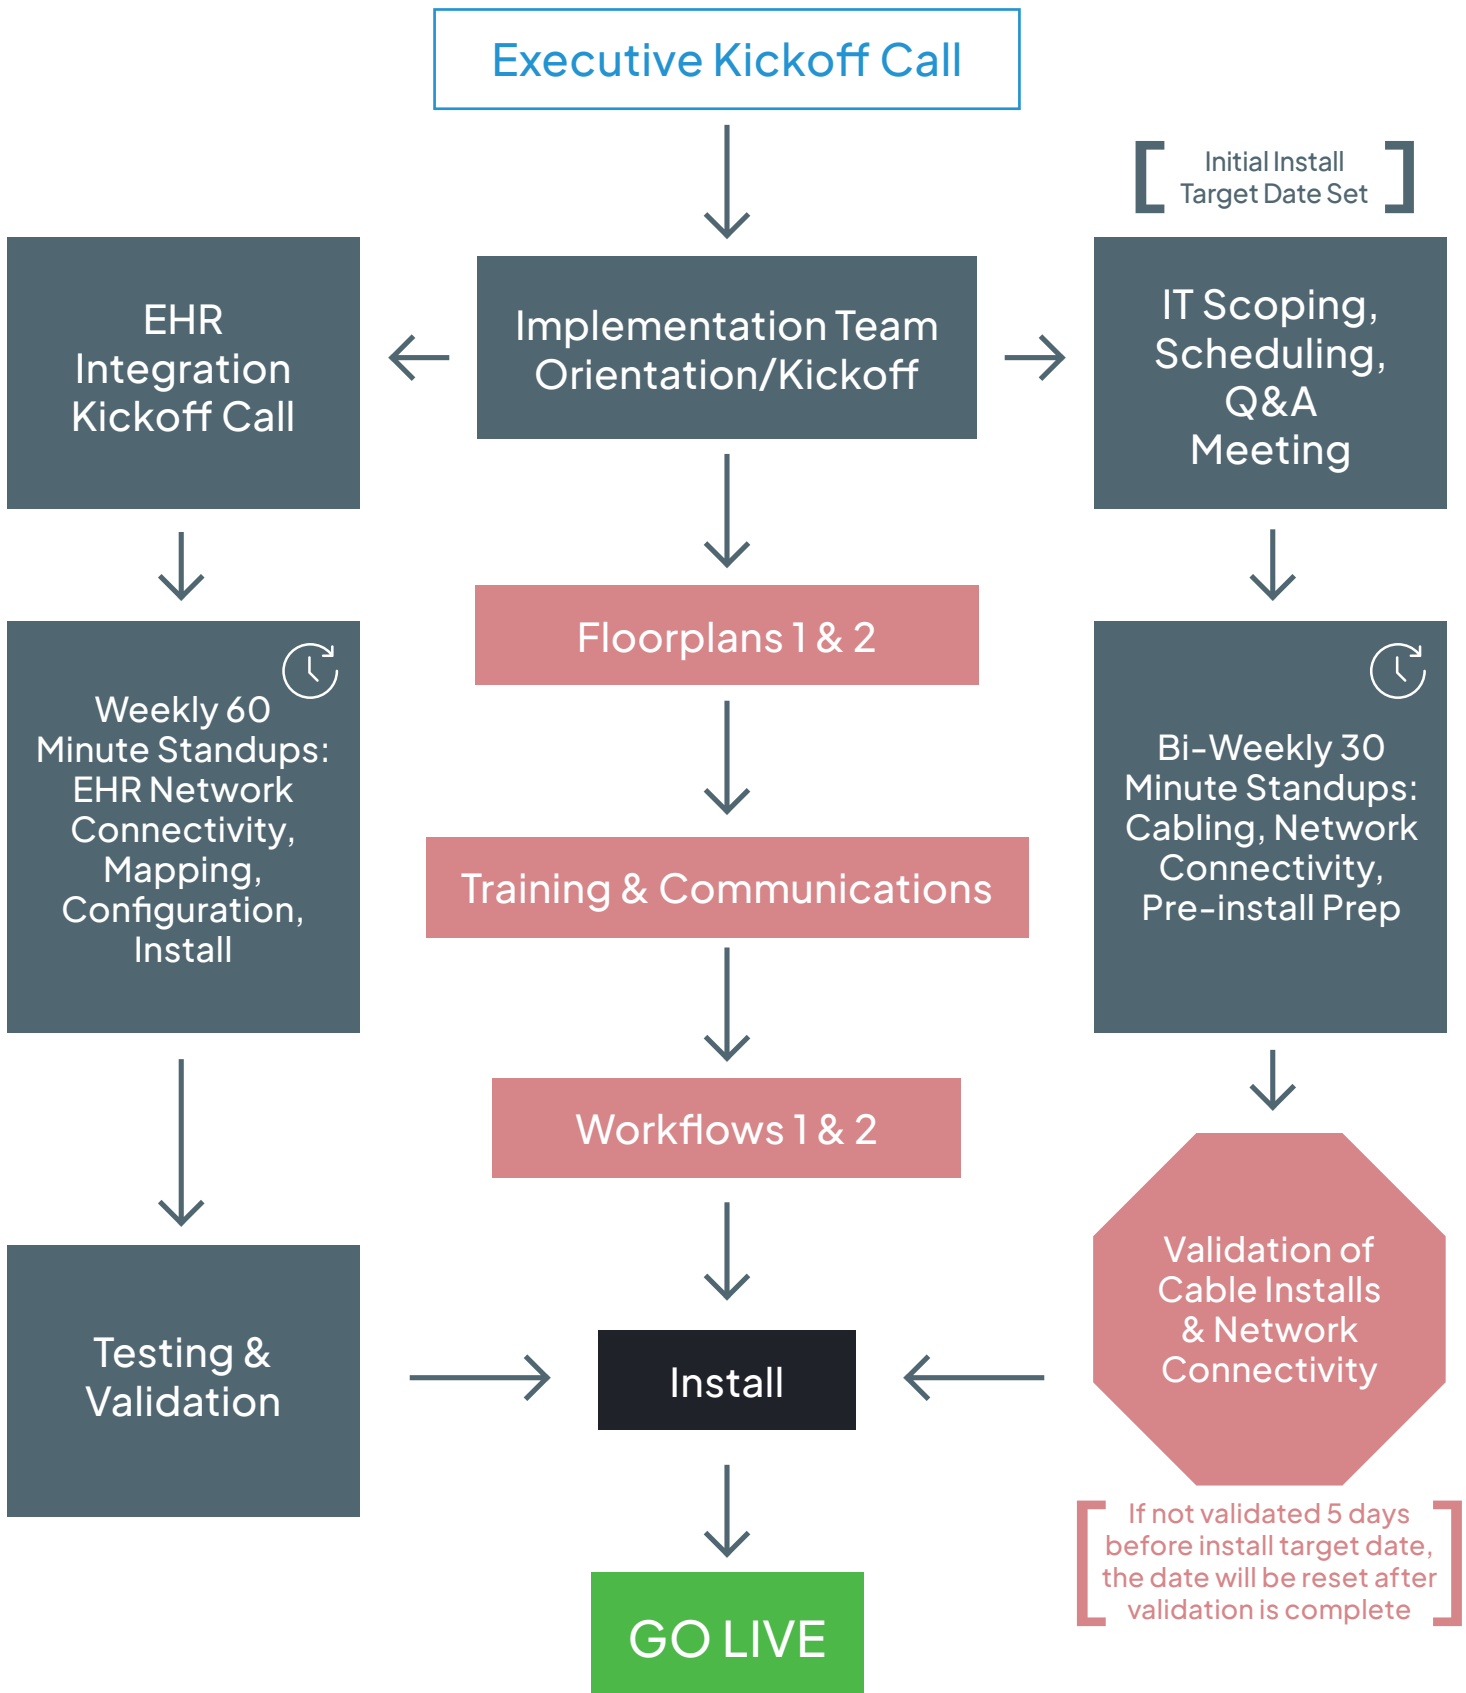 Executive Kickoff Call
Initial Install
Target Date Set
EHR
Integration
Kickoff Call
Implementation Team
Orientation/Kickoff
IT Scoping,
Scheduling,
Q&A
Meeting
Floorplans 1 & 2
Weekly 60
Minute Standups:
EHR Network
Connectivity,
Mapping,
Configuration,
Install
Training & Communications
Bi-Weekly 30
Minute Standups:
Cabling, Network
Connectivity,
Pre-install Prep
Workflows 1 & 2
Testing &
Validation
Install
Validation of
Cable Installs
& Network
Connectivity
If not validated 5 days
before install target date,
the date will be reset after
validation is complete
GO LIVE